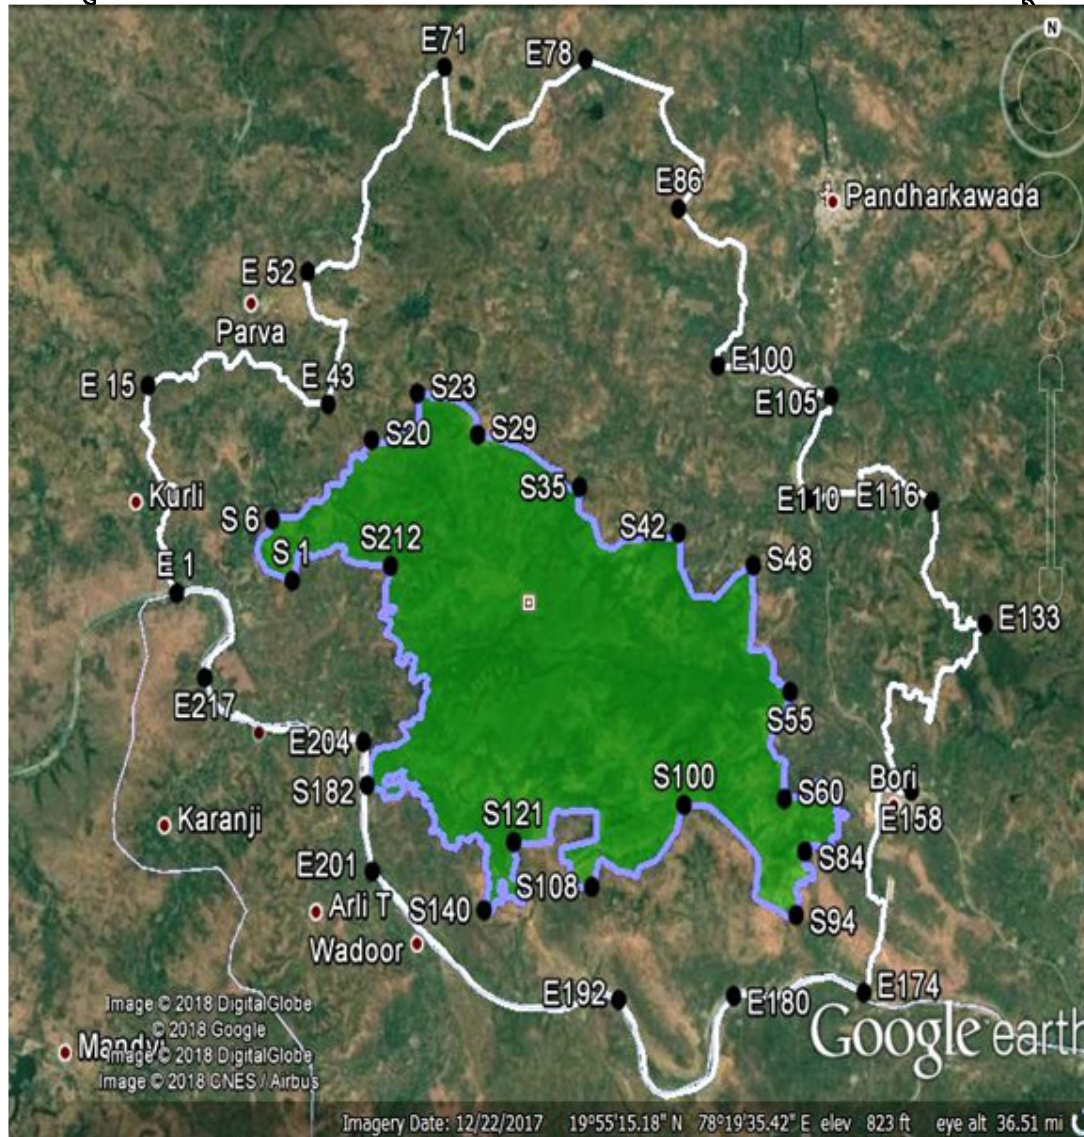 N
E71
E78
E86
Pandharkawada
E 52
Parva
E100
E 15
E 43
S23
E105
S20
S29
Kurli
S35
E110
E116
S 6
S42
E 1
S 1
S212
S48
E133
E217
S55
E204
S182
S100
S60
Bori
E158
Karanji
S121
S84
E201
S108
Arli T
S140
S94
Wadoor
E192
E180
E174
Image © 2018 DigitalGlobe
© 2018 Google
Mandvi
Image © 2018 DigitalGlobe
Image © 2018 CNES / Airbus
Google earth
Imagery Date: 12/22/2017 19°55'15.18" N 78°19'35.42" E elev 823 ft eye alt 36.51 mi